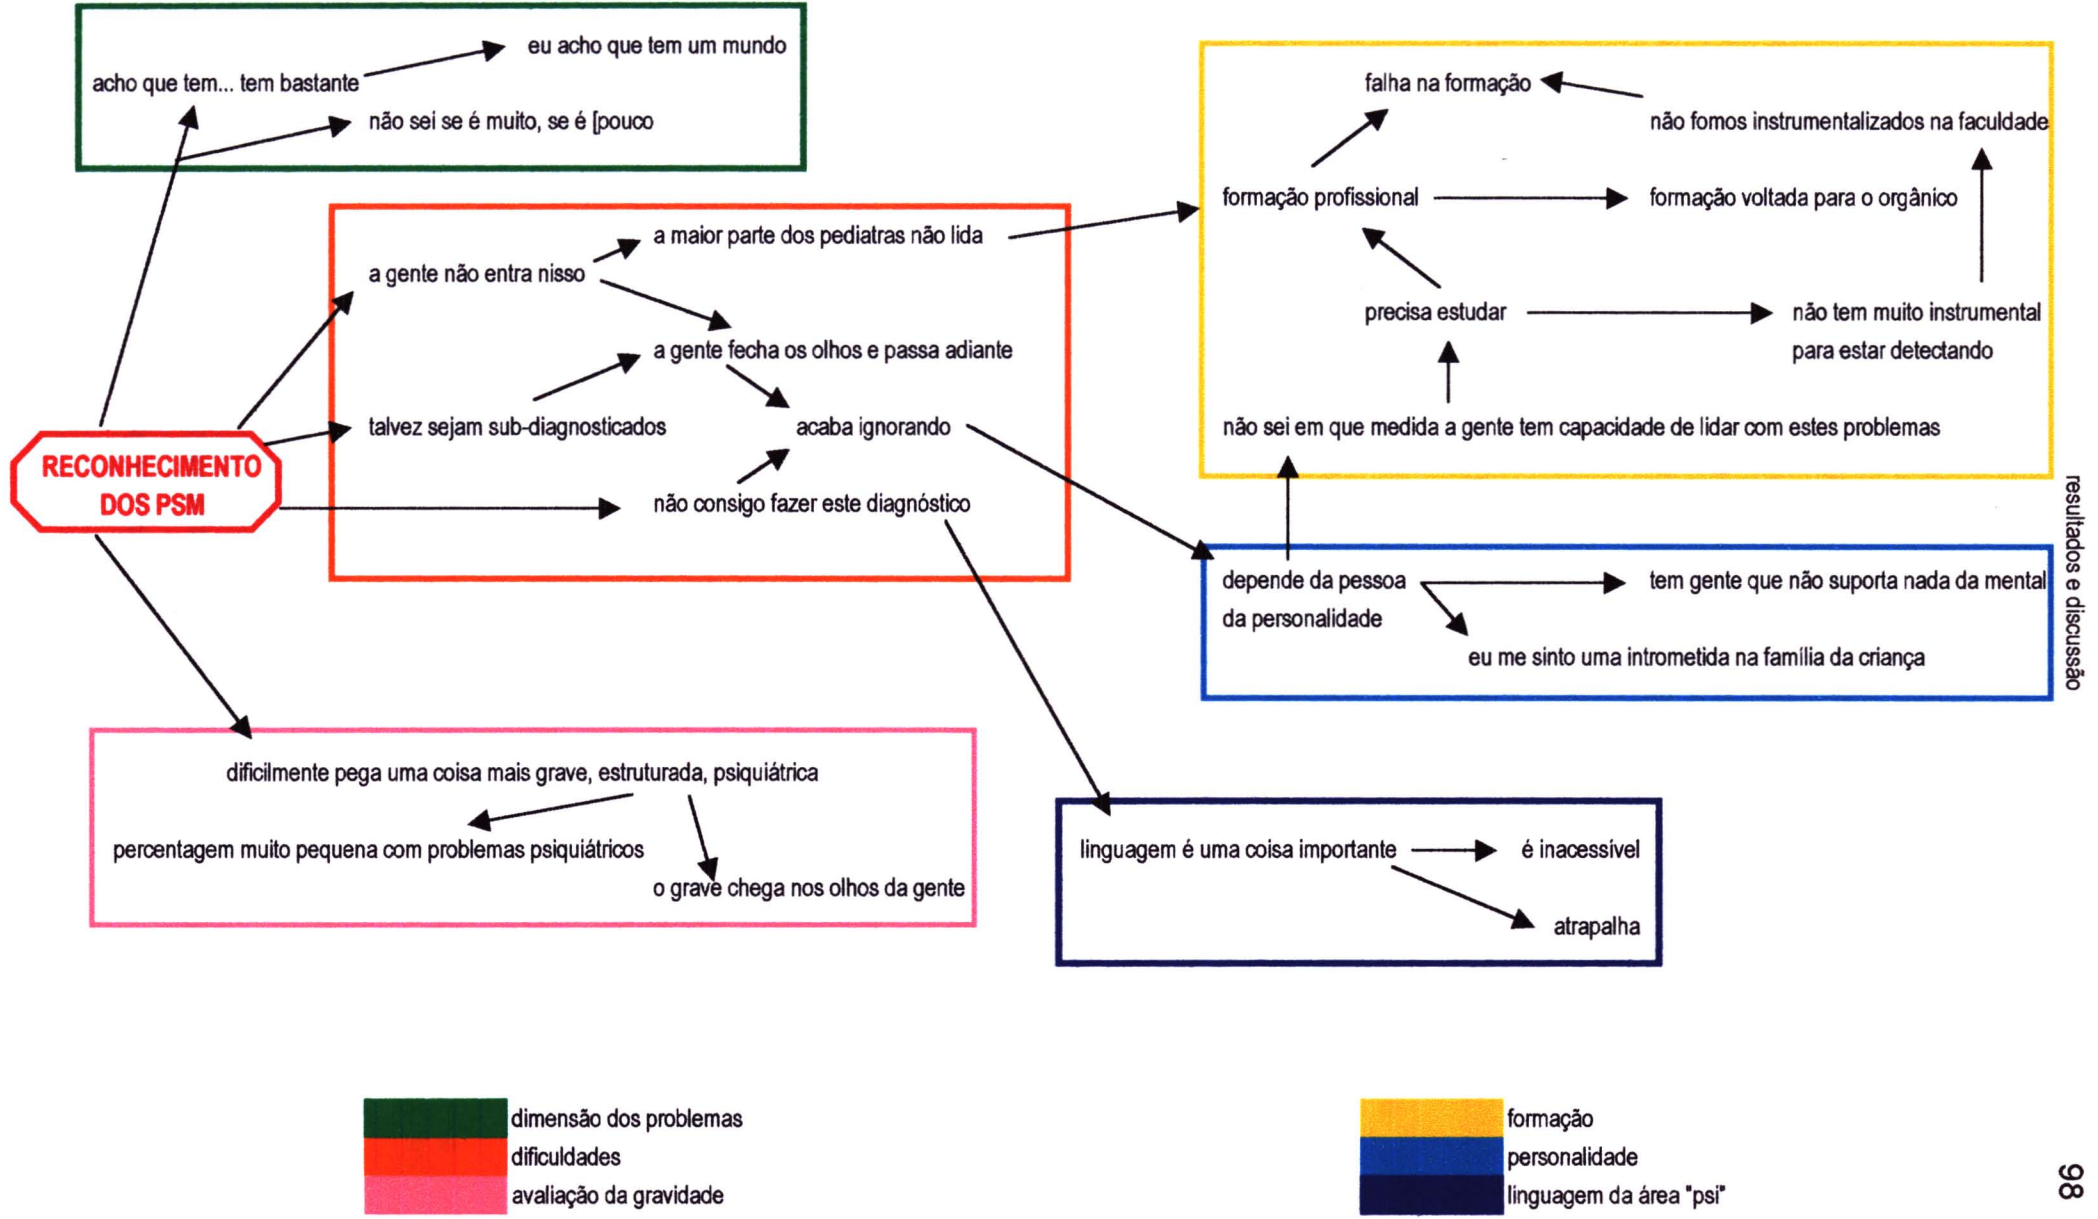 eu acho que tem um mundo
acho que tem... tem bastante
não sei se é muito, se é [pouco
falha na formação
não fomos instrumentalizados na faculdade
formação profissional
formação voltada para o orgânico
precisa estudar
não tem muito instrumental
para estar detectando
não sei em que medida a gente tem capacidade de lidar com estes problemas
a maior parte dos pediatras não lida
a gente não entra nisso
a gente fecha os olhos e passa adiante
talvez sejam sub-diagnosticados
acaba ignorando
não consigo fazer este diagnóstico
RECONHECIMENTO
DOS PSM
depende da pessoa
da personalidade
tem gente que não suporta nada da mental
eu me sinto uma intrometida na família da criança
dificilmente pega uma coisa mais grave, estruturada, psiquiátrica
percentagem muito pequena com problemas psiquiátricos
o grave chega nos olhos da gente
linguagem é uma coisa importante
é inacessível
atrapalha
dimensão dos problemas
dificuldades
avaliação da gravidade
formação
personalidade
linguagem da área "psi"
resultados e discussão
98